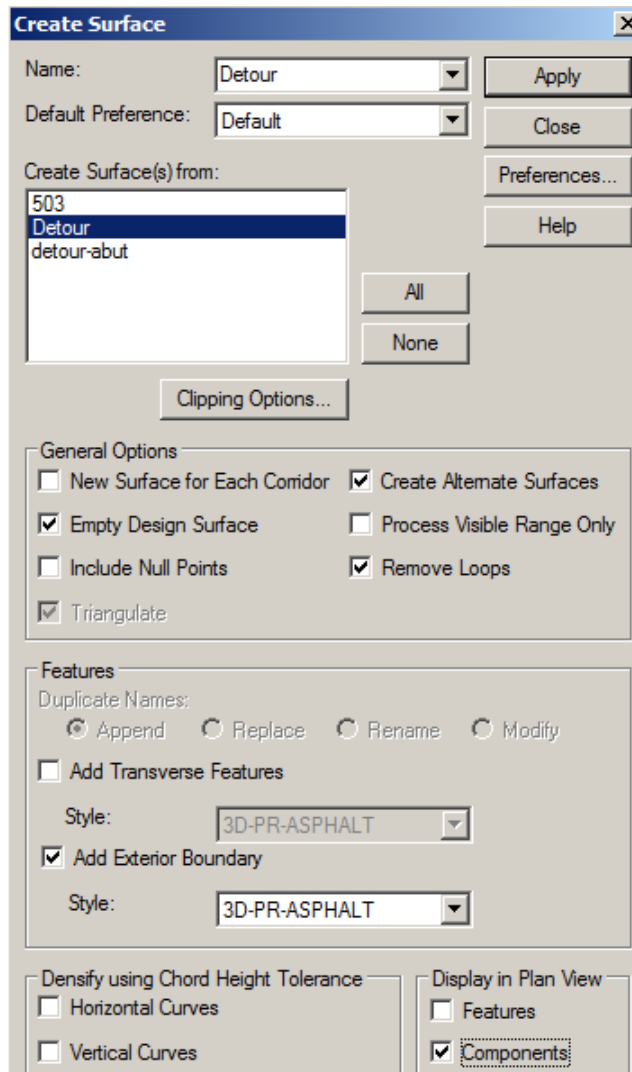 Create Surface
Name: Detour Apply
Default Preference: Default Close
Create Surface(s) from: Preferences...
503
Detour Help
detour-abut
All
None
Clipping Options...
General Options
New Surface for Each Corridor Create Alternate Surfaces
Empty Design Surface Process Visible Range Only
Include Null Points Remove Loops
Triangulate
Features
Duplicate Names:
Append Replace Rename Modify
Add Transverse Features
Style: 3D-PR-ASPHALT
Add Exterior Boundary
Style: 3D-PR-ASPHALT
Densify using Chord Height Tolerance Display in Plan View
Horizontal Curves Features
Vertical Curves Components